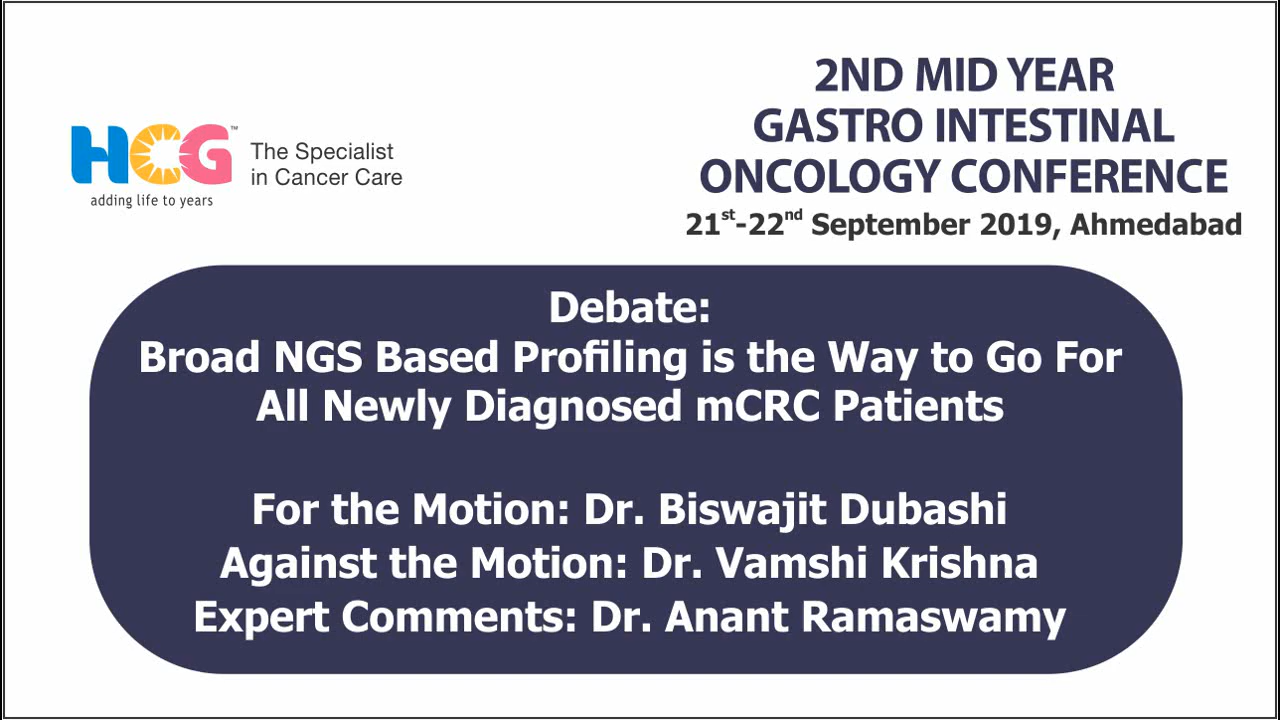 HCG™
adding life to years
The Specialist
in Cancer Care
2ND MID YEAR
GASTRO INTESTINAL
ONCOLOGY CONFERENCE
21st-22nd September 2019, Ahmedabad
Debate:
Broad NGS Based Profiling is the Way to Go For
All Newly Diagnosed mCRC Patients
For the Motion: Dr. Biswajit Dubashi
Against the Motion: Dr. Vamshi Krishna
Expert Comments: Dr. Anant Ramaswamy